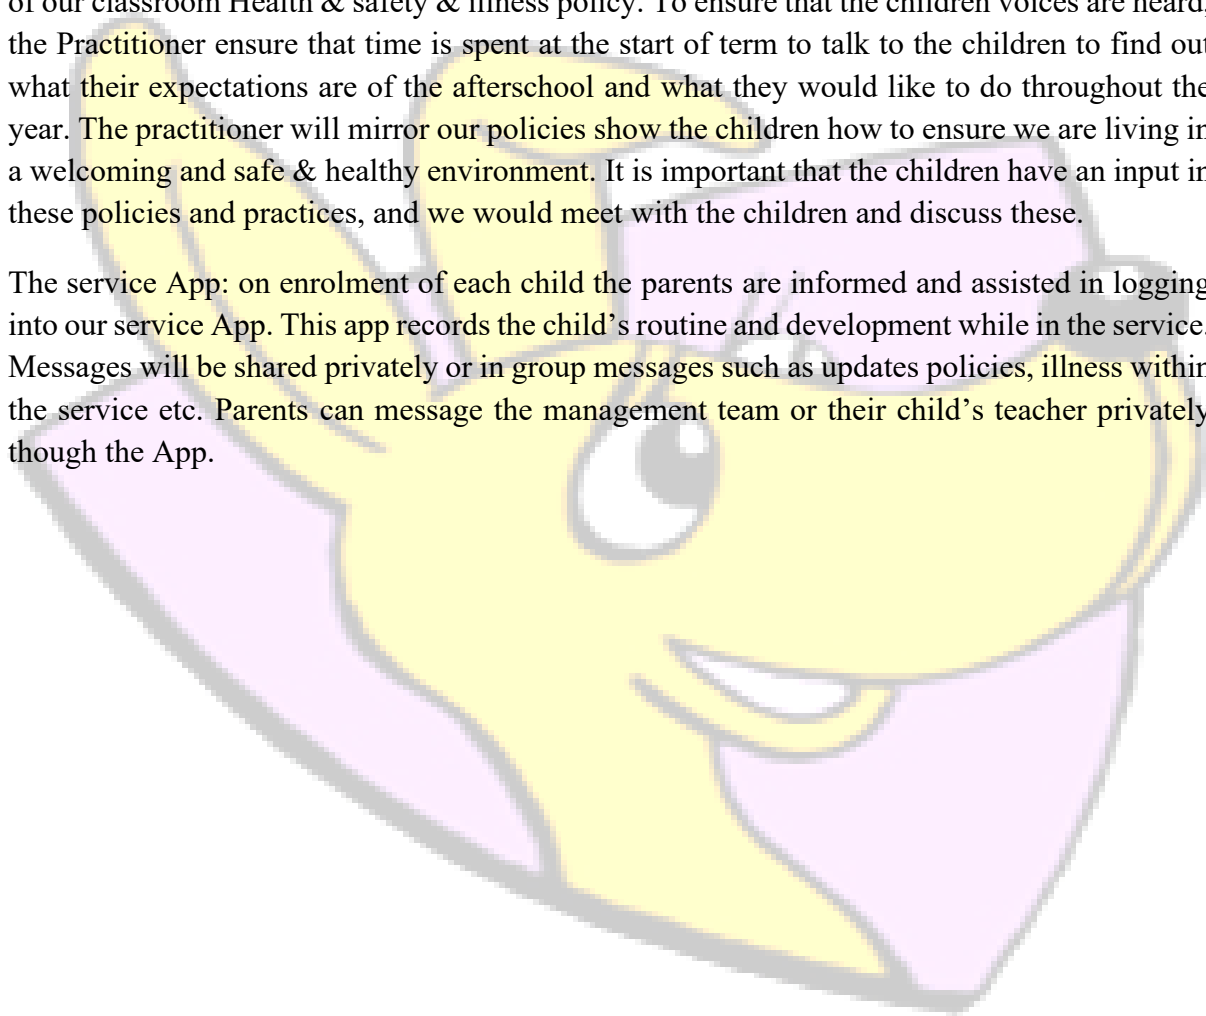 of our classroom Health & safety & illness policy. To ensure that the children voices are heard,
the Practitioner ensure that time is spent at the start of term to talk to the children to find out
what their expectations are of the afterschool and what they would like to do throughout the
year. The practitioner will mirror our policies show the children how to ensure we are living in
a welcoming and safe & healthy environment. It is important that the children have an input in
these policies and practices, and we would meet with the children and discuss these.
The service App: on enrolment of each child the parents are informed and assisted in logging
into our service App. This app records the child’s routine and development while in the service.
Messages will be shared privately or in group messages such as updates policies, illness within
the service etc. Parents can message the management team or their child’s teacher privately
though the App.